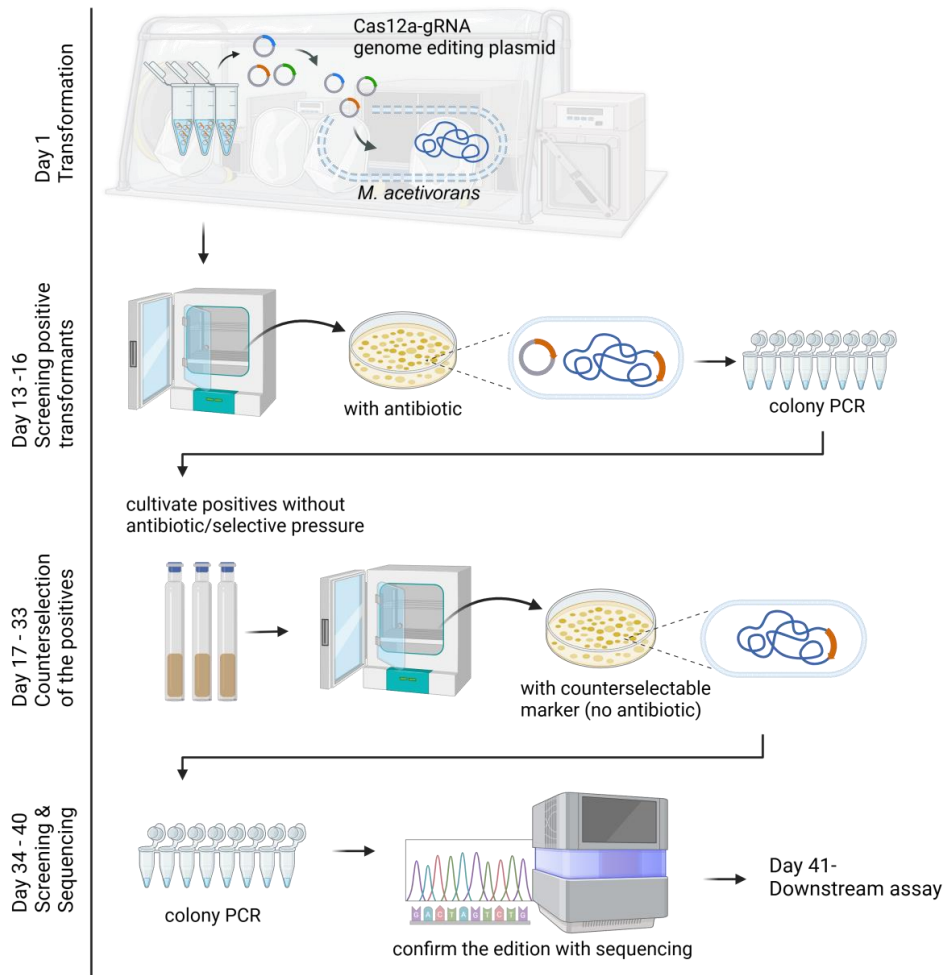 Day 1
Transformation
Cas12a-gRNA
genome editing plasmid
M. acetivorans
Day 13 -16
Screening positive
transformants
with antibiotic
colony PCR
Day 17 - 33
Counterselection
of the positives
cultivate positives without
antibiotic/selective pressure
with counterselectable
marker (no antibiotic)
Day 34 - 40
Screening &
Sequencing
colony PCR
G A C T A G T C T G
confirm the edition with sequencing
Day 41-
Downstream assay